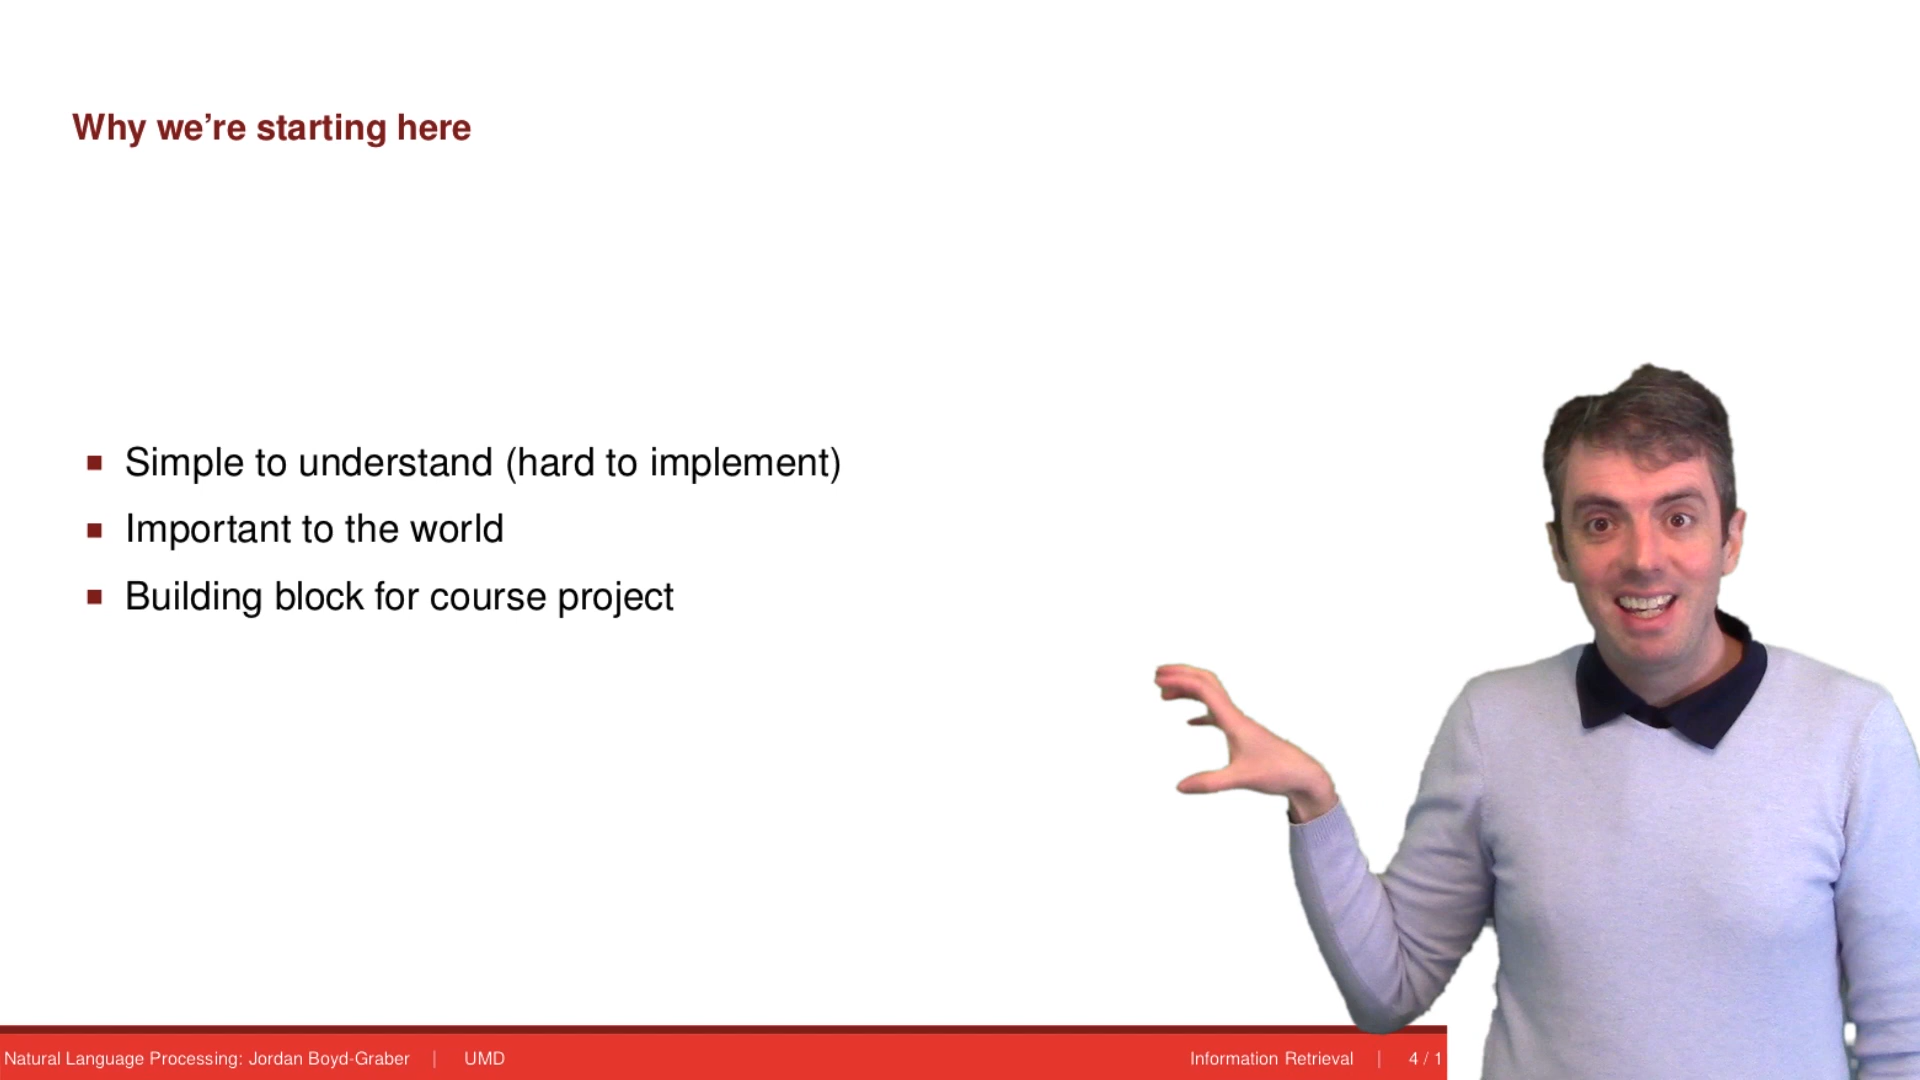 Why we’re starting here
Simple to understand (hard to implement)
Important to the world
Building block for course project
Natural Language Processing: Jordan Boyd-Graber | UMD Information Retrieval | 4 / 1